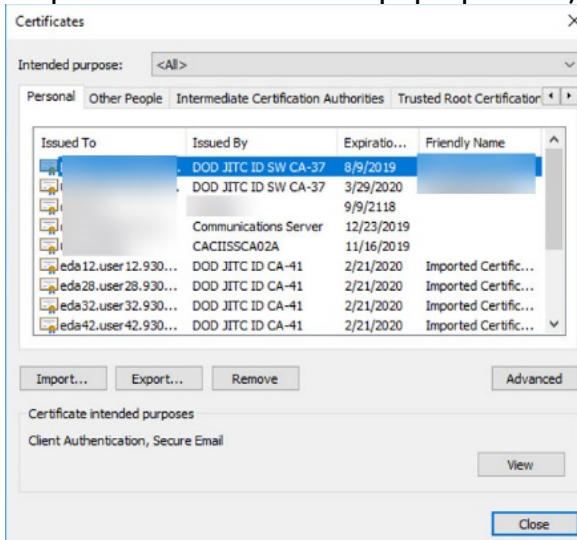 Certificates
Intended purpose: <All>
Personal Other People Intermediate Certification Authorities Trusted Root Certification
Issued To Issued By Expiratio... Friendly Name
DOD JITC ID SW CA-37 8/9/2019
DOD JITC ID SW CA-37 3/29/2020
9/9/2118
Communications Server 12/23/2019
CACIISSCA02A 11/16/2019
eda12.user12.930... DOD JITC ID CA-41 2/21/2020 Imported Certific...
eda28.user28.930... DOD JITC ID CA-41 2/21/2020 Imported Certific...
eda32.user32.930... DOD JITC ID CA-41 2/21/2020 Imported Certific...
eda42.user42.930... DOD JITC ID CA-41 2/21/2020 Imported Certific...
Import... Export... Remove Advanced
Certificate intended purposes
Client Authentication, Secure Email
View
Close